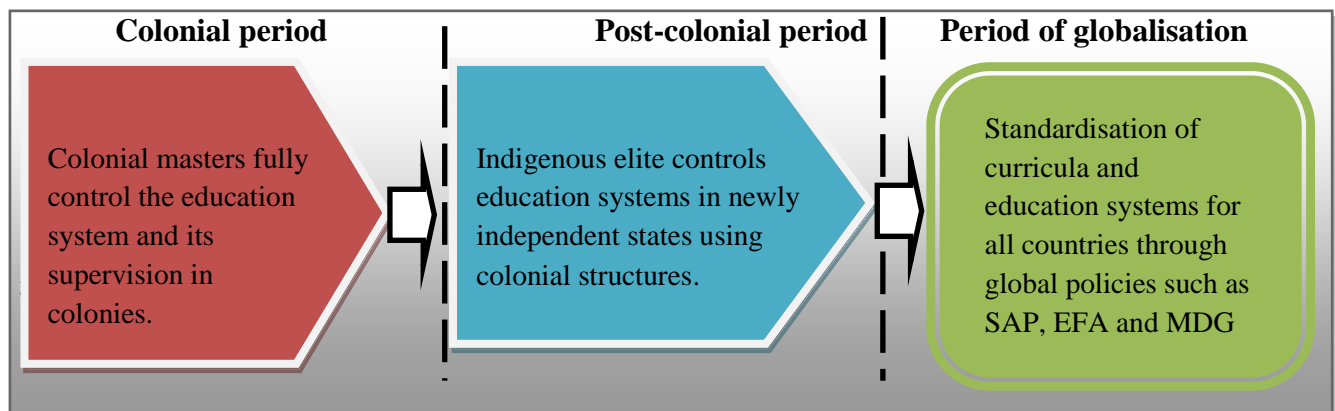 Colonial period
Colonial masters fully
control the education
system and its
supervision in
colonies.
Post-colonial period
Indigenous elite controls
education systems in newly
independent states using
colonial structures.
Period of globalisation
Standardisation of
curricula and
education systems for
all countries through
global policies such as
SAP, EFA and MDG